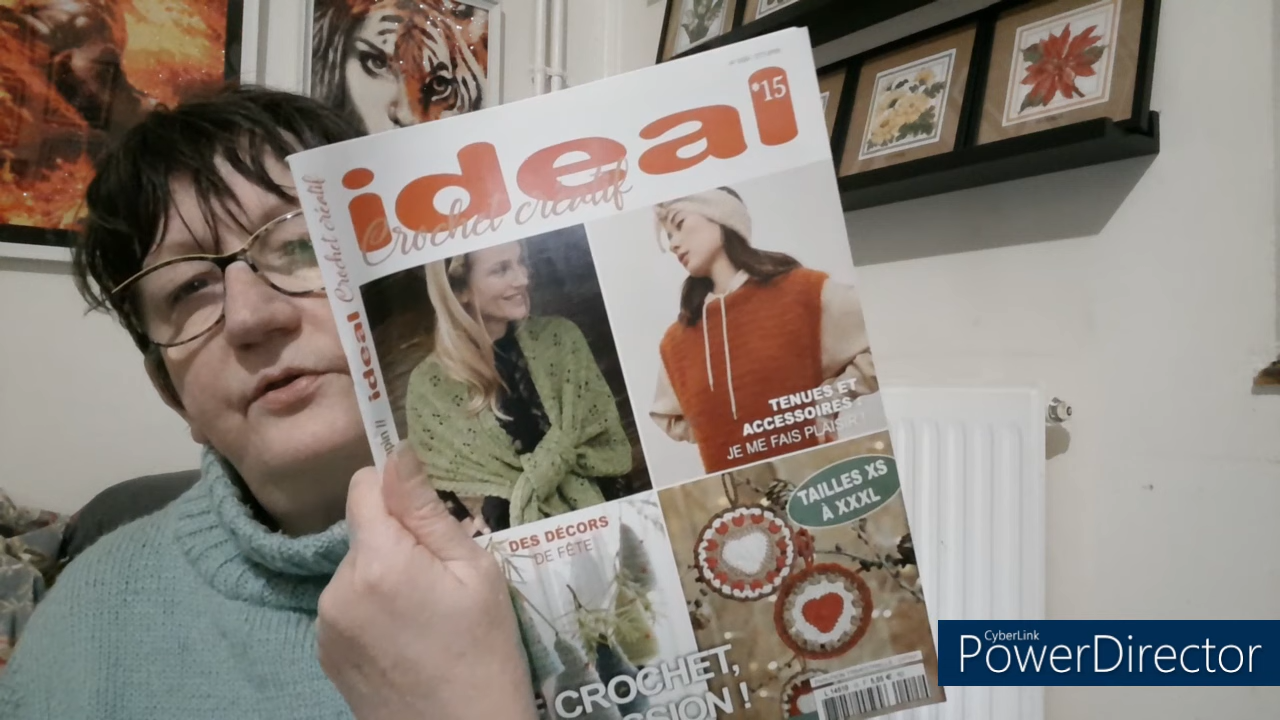 ideal
°15
Crochet créatif
ideal Crochet créatif
TENUES ET
ACCESSOIRES :
JE ME FAIS PLAISIR !
TAILLES XS
À XXXL
DES DÉCORS
DE FÊTE
CROCHET,
CyberLink
PowerDirector